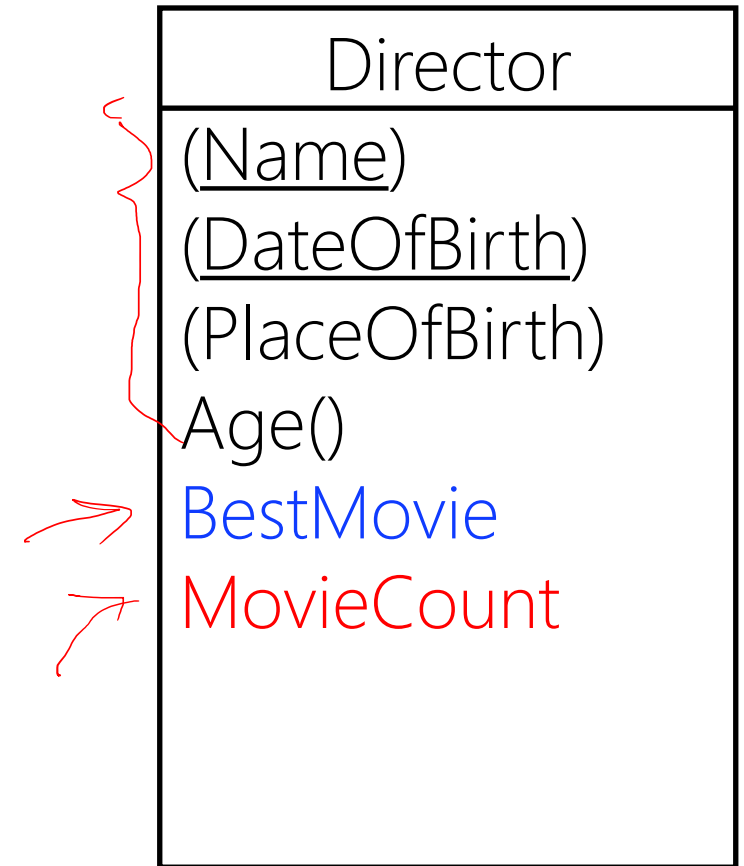 Director
(Name)
(DateOfBirth)
(PlaceOfBirth)
Age()
BestMovie
MovieCount